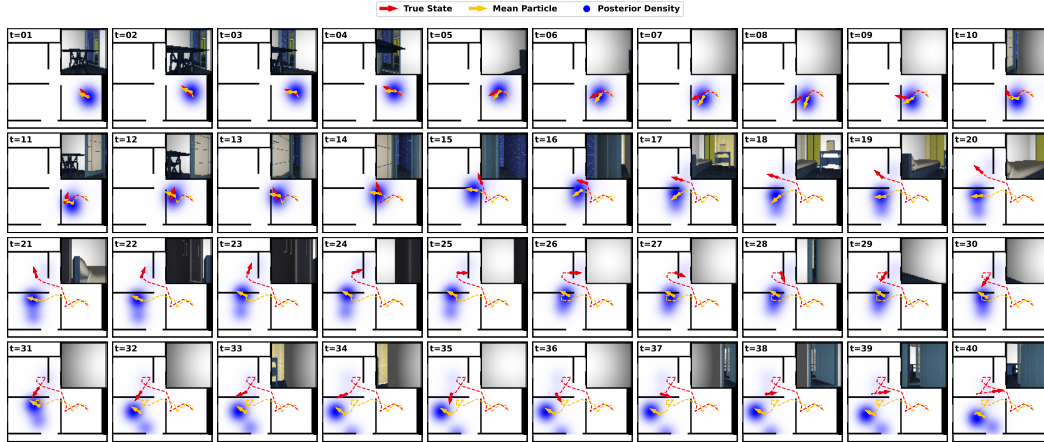 True State Mean Particle Posterior Density
t=01 t=02 t=03 t=04 t=05 t=06 t=07 t=08 t=09 t=10
t=11 t=12 t=13 t=14 t=15 t=16 t=17 t=18 t=19 t=20
t=21 t=22 t=23 t=24 t=25 t=26 t=27 t=28 t=29 t=30
t=31 t=32 t=33 t=34 t=35 t=36 t=37 t=38 t=39 t=40